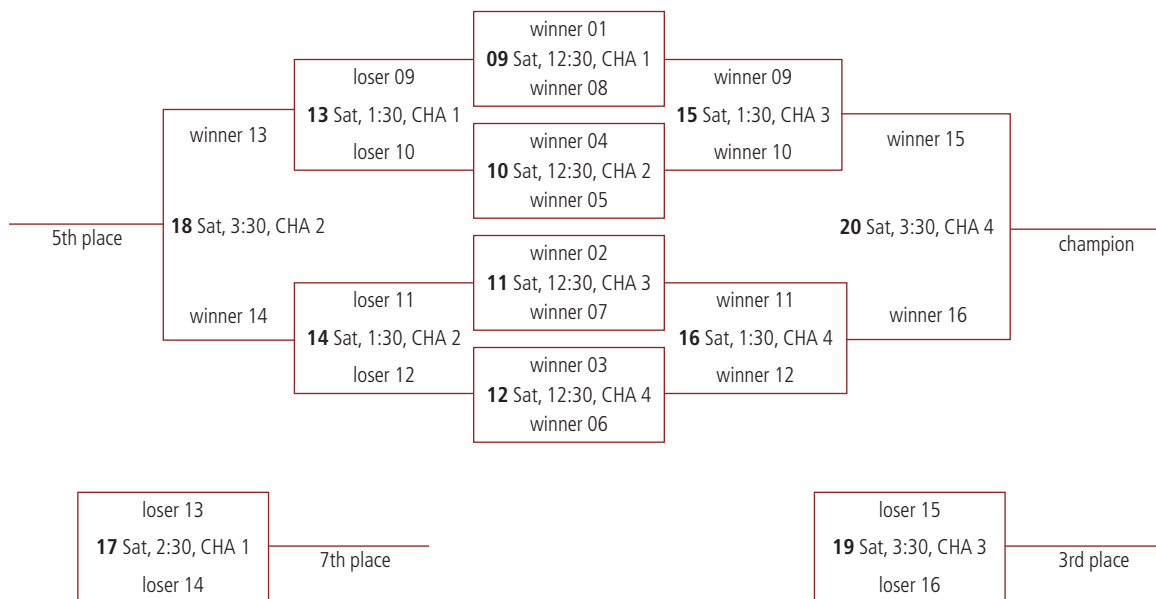 winner 01
09 Sat, 12:30, CHA 1
winner 08
loser 09
13 Sat, 1:30, CHA 1
loser 10
winner 09
15 Sat, 1:30, CHA 3
winner 10
winner 13
winner 15
winner 04
10 Sat, 12:30, CHA 2
winner 05
18 Sat, 3:30, CHA 2
5th place
20 Sat, 3:30, CHA 4
champion
winner 02
11 Sat, 12:30, CHA 3
winner 07
loser 11
14 Sat, 1:30, CHA 2
loser 12
winner 11
16 Sat, 1:30, CHA 4
winner 12
winner 14
winner 16
winner 03
12 Sat, 12:30, CHA 4
winner 06
loser 13
17 Sat, 2:30, CHA 1
loser 14
7th place
loser 15
19 Sat, 3:30, CHA 3
loser 16
3rd place